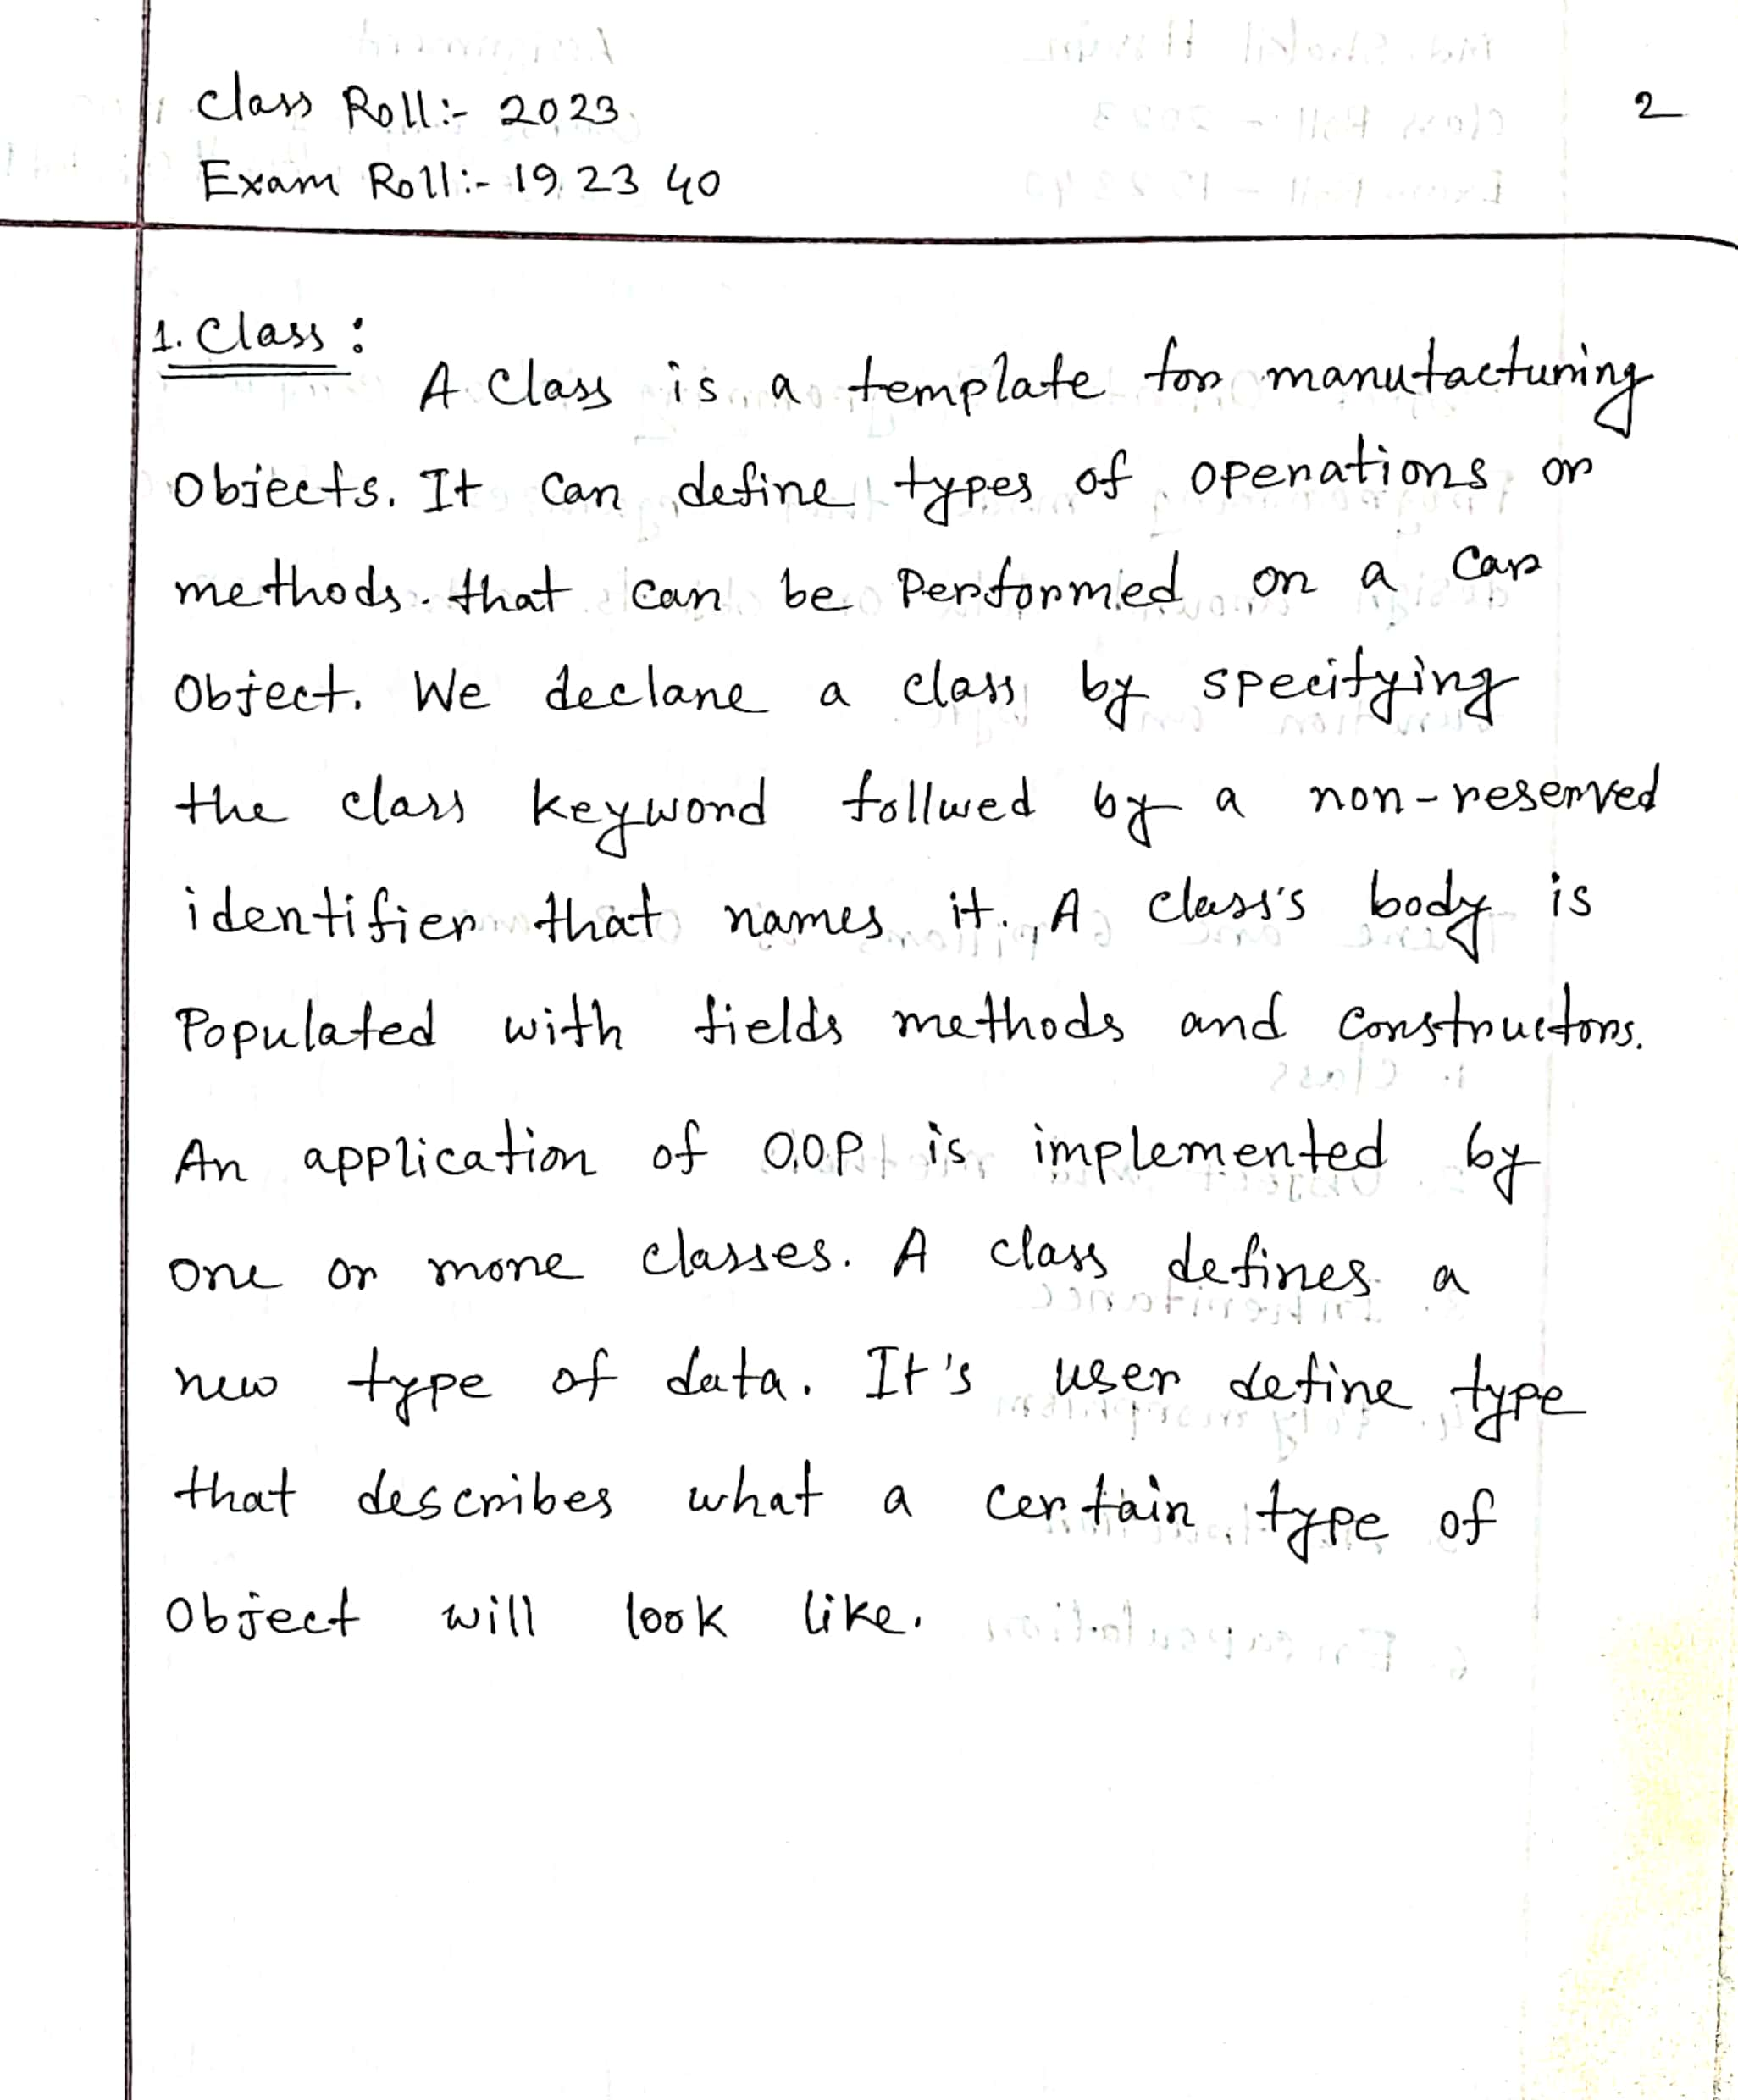 Class Roll:- 2023
2
Exam Roll:- 192340
1. Class:
A Class is a template for manufacturing
Objects. It can define types of operations or
methods. that can be Performed on a Car
Object. We declare a class by specifying
the class keyword follwed by a non-reserved
identifier that names it. A class's body is
Populated with fields methods and constructors.
An application of OOP is implemented by
one or more classes. A class defines a
new type of data. It's user define type
that describes what a certain type of
Object will look like.